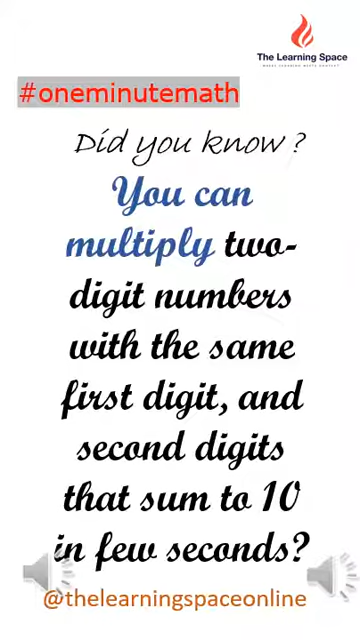 The Learning Space
#oneminutemath
Did you know ?
You can
multiply two-
digit numbers
with the same
first digit, and
second digits
that sum to 10
in few seconds?
@thelearningspaceonline